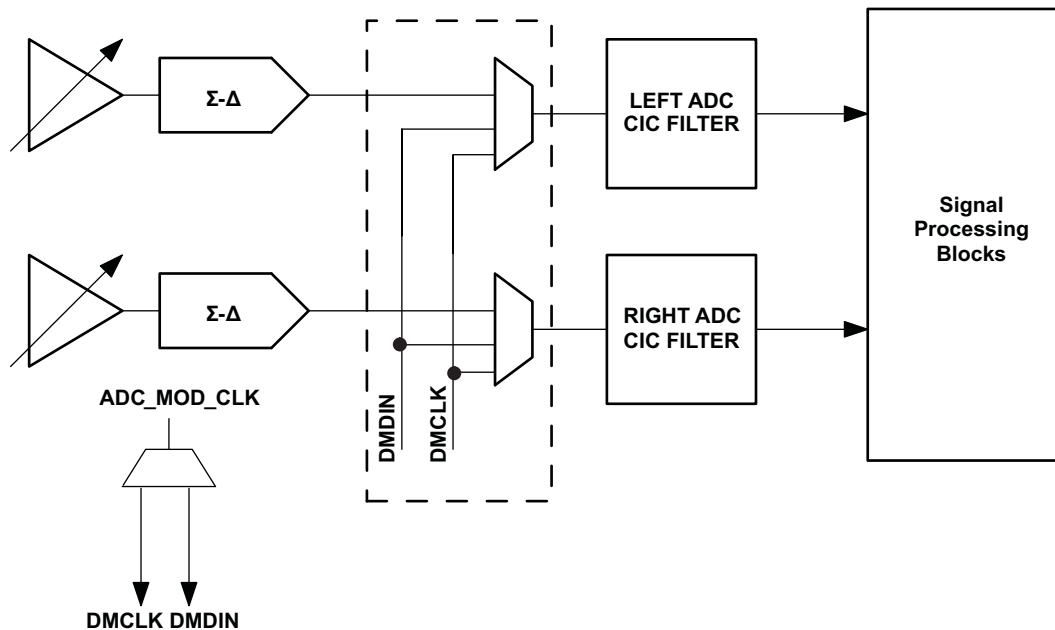 Σ-Δ
LEFT ADC
CIC FILTER
Signal
Processing
Blocks
Σ-Δ
RIGHT ADC
CIC FILTER
DMDIN
DMCLK
ADC_MOD_CLK
DMCLK DMDIN